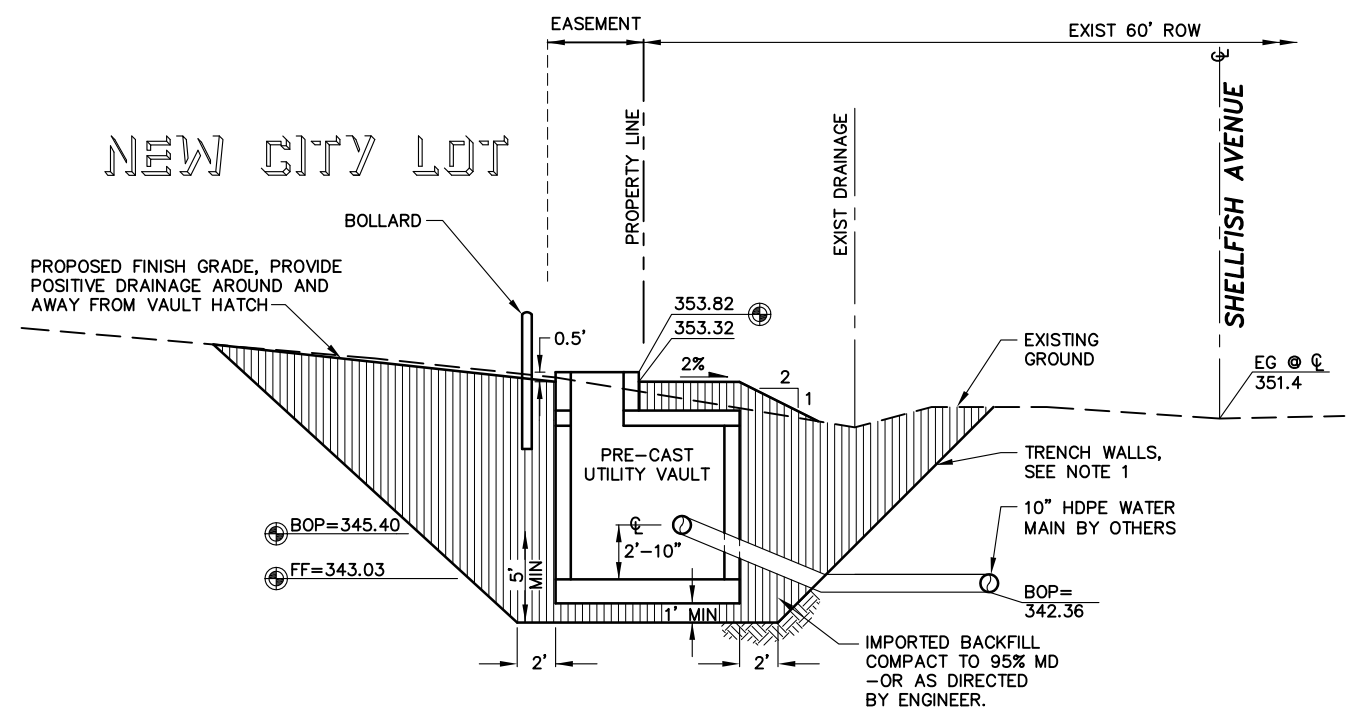 EASEMENT
EXIST 60' ROW
℄
NEW CITY LOT
PROPERTY LINE
EXIST DRAINAGE
SHELLFISH AVENUE
BOLLARD
PROPOSED FINISH GRADE, PROVIDE
POSITIVE DRAINAGE AROUND AND
AWAY FROM VAULT HATCH
353.82
353.32
0.5'
2%
2
1
EXISTING
GROUND
EG @ ℄
351.4
PRE-CAST
UTILITY VAULT
TRENCH WALLS,
SEE NOTE 1
10" HDPE WATER
MAIN BY OTHERS
BOP=345.40
℄
2'-10"
FF=343.03
5'
MIN
1' MIN
BOP=
342.36
2'
2'
IMPORTED BACKFILL
COMPACT TO 95% MD
-OR AS DIRECTED
BY ENGINEER.